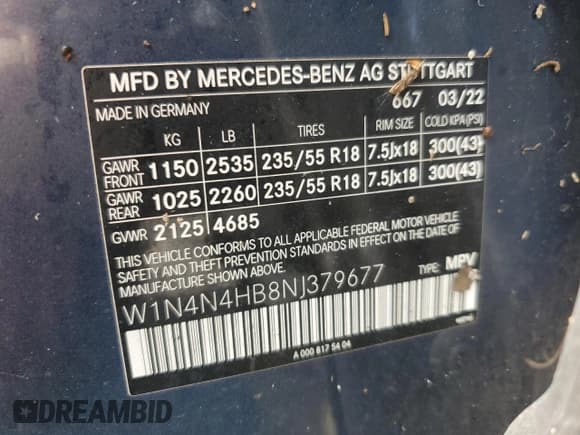 MFD BY MERCEDES-BENZ AG STUTTGART
MADE IN GERMANY 667 03/22
KG LB TIRES RIM SIZE COLD KPA (PSI)
GAWR FRONT 1150 2535 235/55 R18 7.5Jx18 300(43)
GAWR REAR 1025 2260 235/55 R18 7.5Jx18 300(43)
GVWR 2125 4685
THIS VEHICLE CONFORMS TO ALL APPLICABLE FEDERAL MOTOR VEHICLE
SAFETY AND THEFT PREVENTION STANDARDS IN EFFECT ON THE DATE OF
MANUFACTURE SHOWN ABOVE.
W1N4N4HB8NJ379677 TYPE: MPV
A 000 817 54 04
DREAMBID